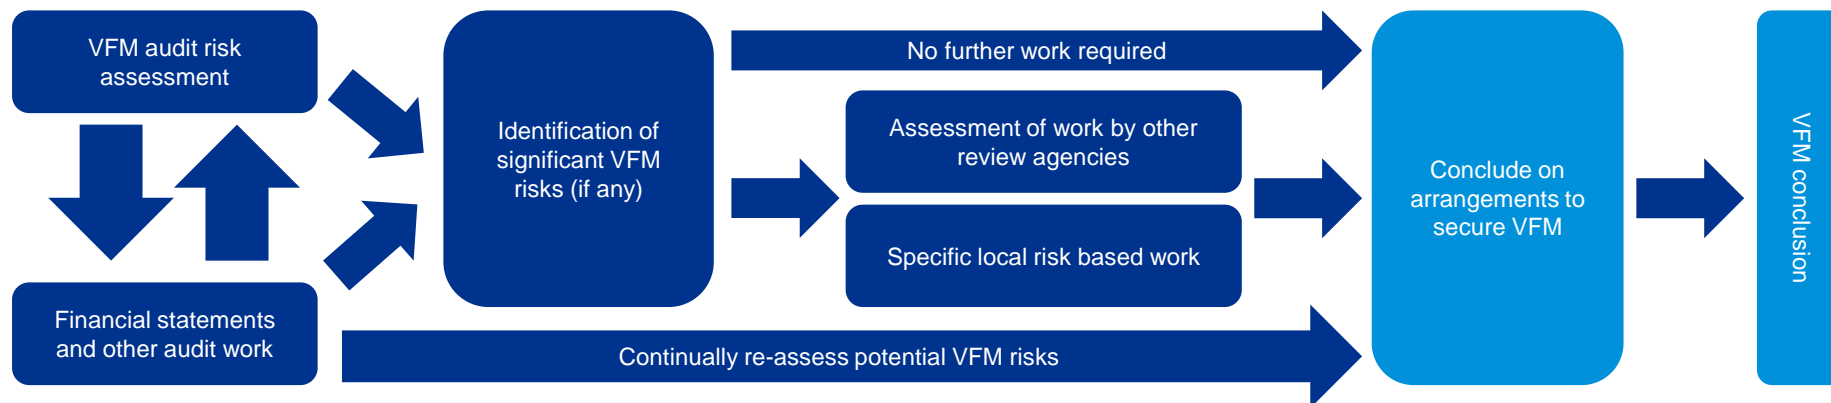 VFM audit risk
assessment
Financial statements
and other audit work
Identification of
significant VFM
risks (if any)
No further work required
Assessment of work by other
review agencies
Specific local risk based work
Continually re-assess potential VFM risks
Conclude on
arrangements to
secure VFM
VFM conclusion